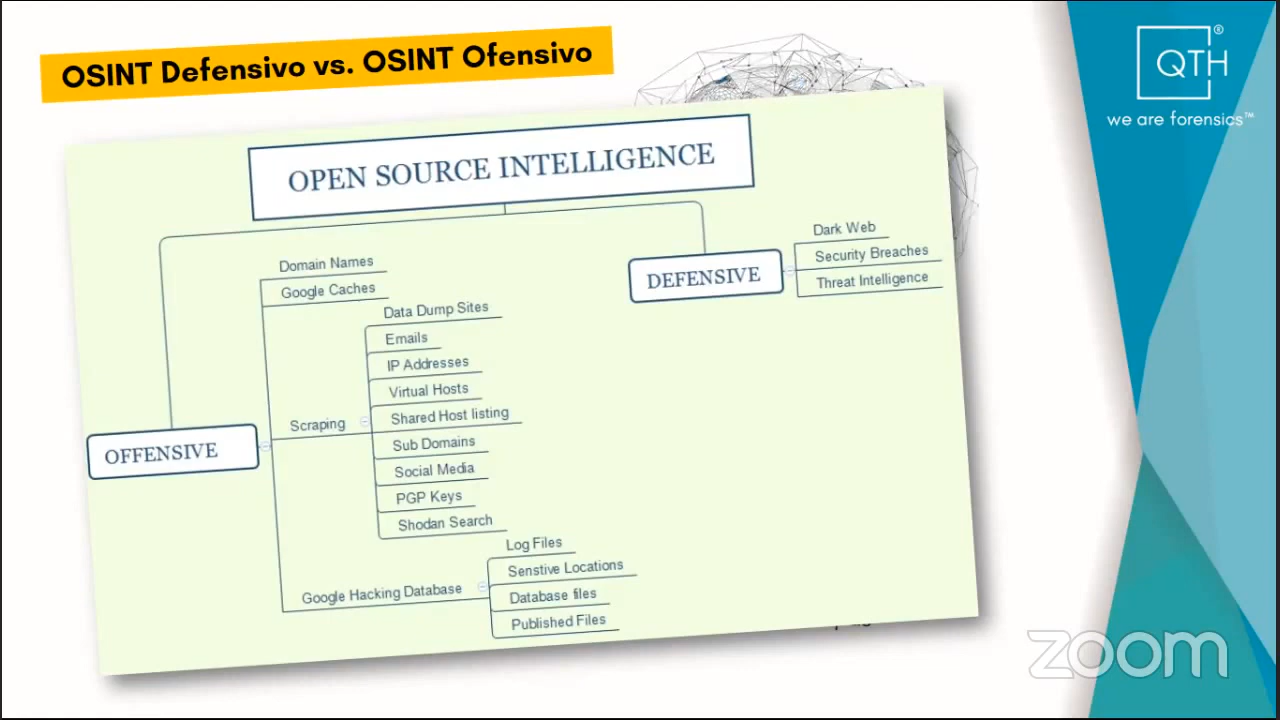 OSINT Defensivo vs. OSINT Ofensivo
QTH®
we are forensics™
OPEN SOURCE INTELLIGENCE
OFFENSIVE
Domain Names
Google Caches
Scraping
Data Dump Sites
Emails
IP Addresses
Virtual Hosts
Shared Host listing
Sub Domains
Social Media
PGP Keys
Shodan Search
Google Hacking Database
Log Files
Senstive Locations
Database files
Published Files
DEFENSIVE
Dark Web
Security Breaches
Threat Intelligence
zoom